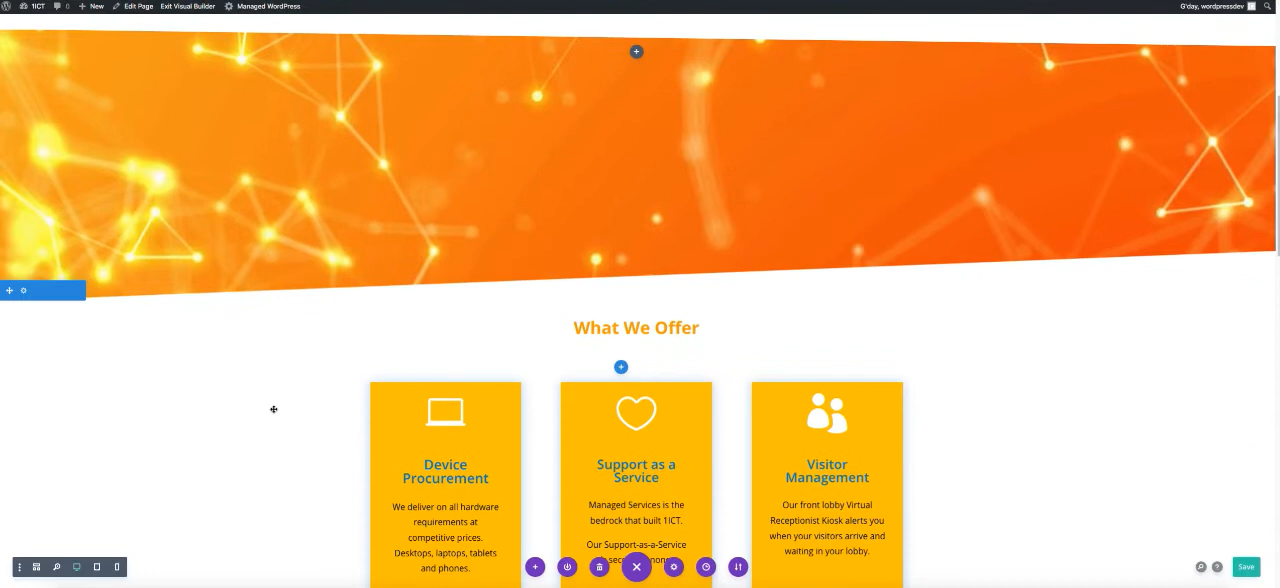 1ICT 0 New Edit Page Exit Visual Builder Managed WordPress G'day, wordpressdev
What We Offer
Device
Procurement
We deliver on all hardware
requirements at
competitive prices.
Desktops, laptops, tablets
and phones.
Support as a
Service
Managed Services is the
bedrock that built 1ICT.
Our Support-as-a-Service
Visitor
Management
Our front lobby Virtual
Receptionist Kiosk alerts you
when your visitors arrive and
waiting in your lobby.
Save